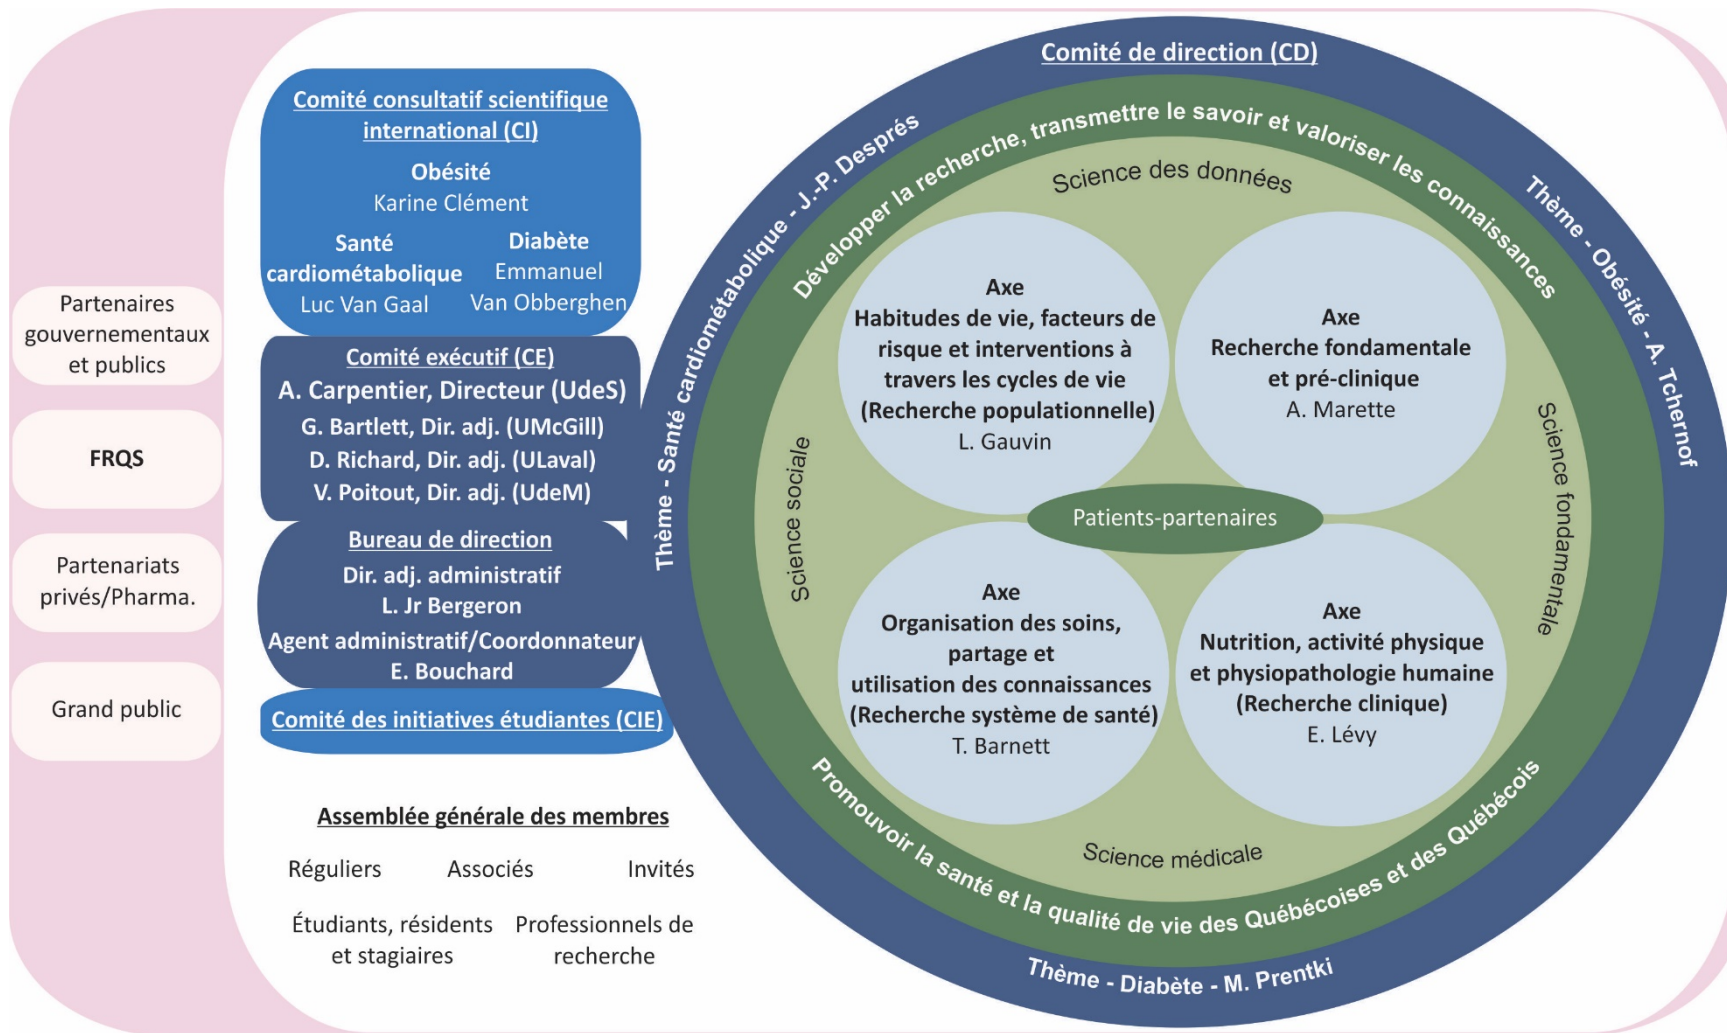 Partenaires
gouvernementaux
et publics
FRQS
Partenariats
privés/Pharma.
Grand public
Comité consultatif scientifique
international (CI)
Obésité
Karine Clément
Santé
cardiométabolique
Luc Van Gaal
Diabète
Emmanuel
Van Obberghen
Comité exécutif (CE)
A. Carpentier, Directeur (UdeS)
G. Bartlett, Dir. adj. (UMcGill)
D. Richard, Dir. adj. (ULaval)
V. Poitout, Dir. adj. (UdeM)
Bureau de direction
Dir. adj. administratif
L. Jr Bergeron
Agent administratif/Coordonnateur
E. Bouchard
Comité des initiatives étudiantes (CIE)
Assemblée générale des membres
Réguliers
Associés
Invités
Étudiants, résidents
et stagiaires
Professionnels de
recherche
Comité de direction (CD)
Thème - Santé cardiométabolique - J.-P. Després
Thème - Obésité - A. Tchernof
Thème - Diabète - M. Prentki
Développer la recherche, transmettre le savoir et valoriser les connaissances
Promouvoir la santé et la qualité de vie des Québécoises et des Québécois
Science des données
Science sociale
Science fondamentale
Science médicale
Axe
Habitudes de vie, facteurs de
risque et interventions à
travers les cycles de vie
(Recherche populationnelle)
L. Gauvin
Axe
Recherche fondamentale
et pré-clinique
A. Marette
Patients-partenaires
Axe
Organisation des soins,
partage et
utilisation des connaissances
(Recherche système de santé)
T. Barnett
Axe
Nutrition, activité physique
et physiopathologie humaine
(Recherche clinique)
E. Lévy